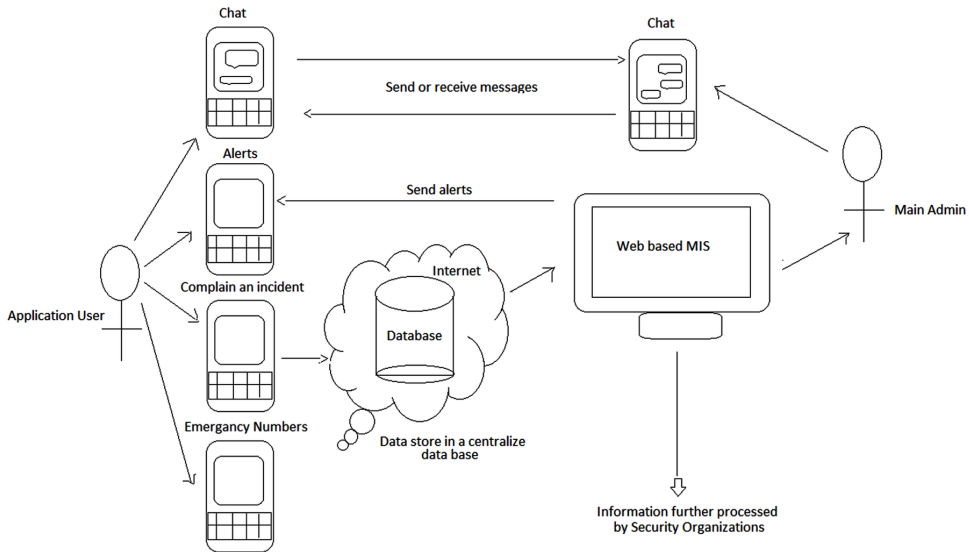 Chat
Chat
Send or receive messages
Alerts
Send alerts
Main Admin
Web based MIS
Internet
Complain an incident
Application User
Database
Emergancy Numbers
Data store in a centralize
data base
Information further processed
by Security Organizations